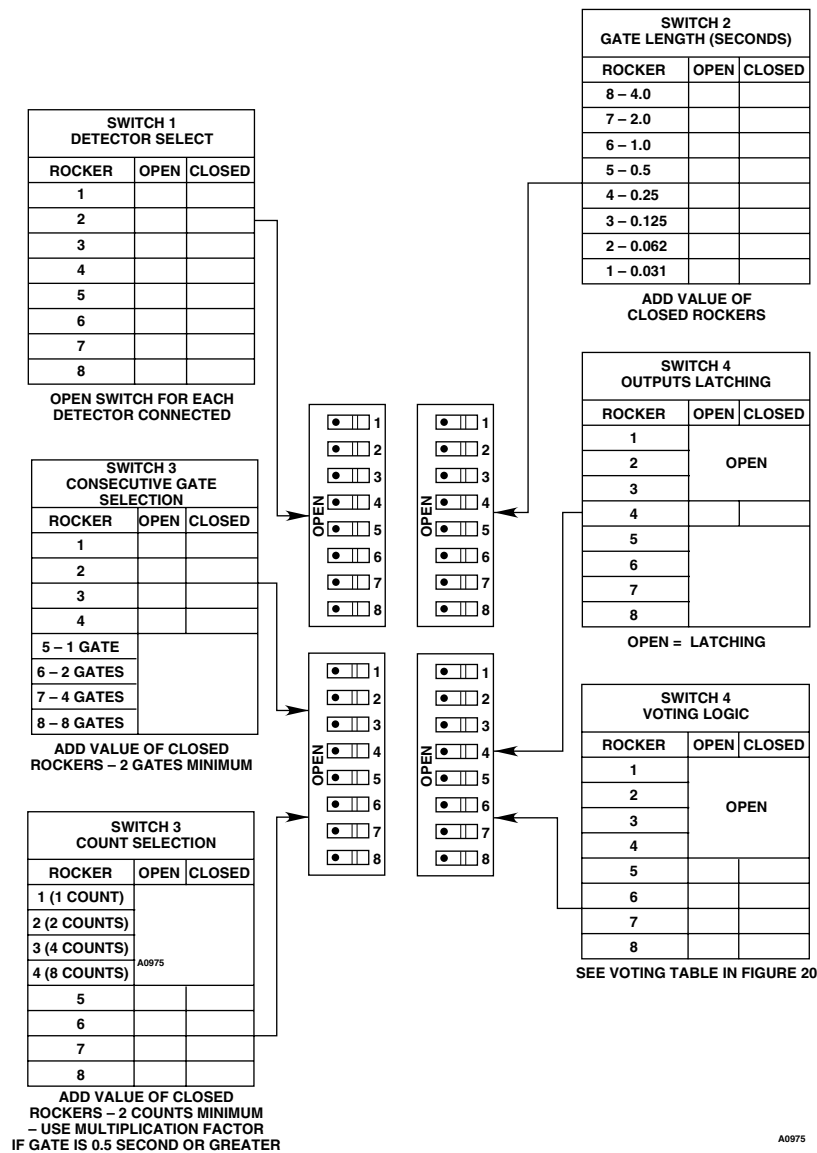 SWITCH 1
DETECTOR SELECT
ROCKER OPEN CLOSED
1
2
3
4
5
6
7
8
OPEN SWITCH FOR EACH
DETECTOR CONNECTED
SWITCH 3
CONSECUTIVE GATE
SELECTION
ROCKER OPEN CLOSED
1
2
3
4
5 – 1 GATE
6 – 2 GATES
7 – 4 GATES
8 – 8 GATES
ADD VALUE OF CLOSED
ROCKERS – 2 GATES MINIMUM
SWITCH 3
COUNT SELECTION
ROCKER OPEN CLOSED
1 (1 COUNT)
2 (2 COUNTS)
3 (4 COUNTS)
4 (8 COUNTS)
A0975
5
6
7
8
ADD VALUE OF CLOSED
ROCKERS – 2 COUNTS MINIMUM
– USE MULTIPLICATION FACTOR
IF GATE IS 0.5 SECOND OR GREATER
OPEN
1
2
3
4
5
6
7
8
OPEN
1
2
3
4
5
6
7
8
OPEN
1
2
3
4
5
6
7
8
OPEN
1
2
3
4
5
6
7
8
SWITCH 2
GATE LENGTH (SECONDS)
ROCKER OPEN CLOSED
8 – 4.0
7 – 2.0
6 – 1.0
5 – 0.5
4 – 0.25
3 – 0.125
2 – 0.062
1 – 0.031
ADD VALUE OF
CLOSED ROCKERS
SWITCH 4
OUTPUTS LATCHING
ROCKER OPEN CLOSED
1
2
OPEN
3
4
5
6
7
8
OPEN = LATCHING
SWITCH 4
VOTING LOGIC
ROCKER OPEN CLOSED
1
2
OPEN
3
4
5
6
7
8
SEE VOTING TABLE IN FIGURE 20
A0975